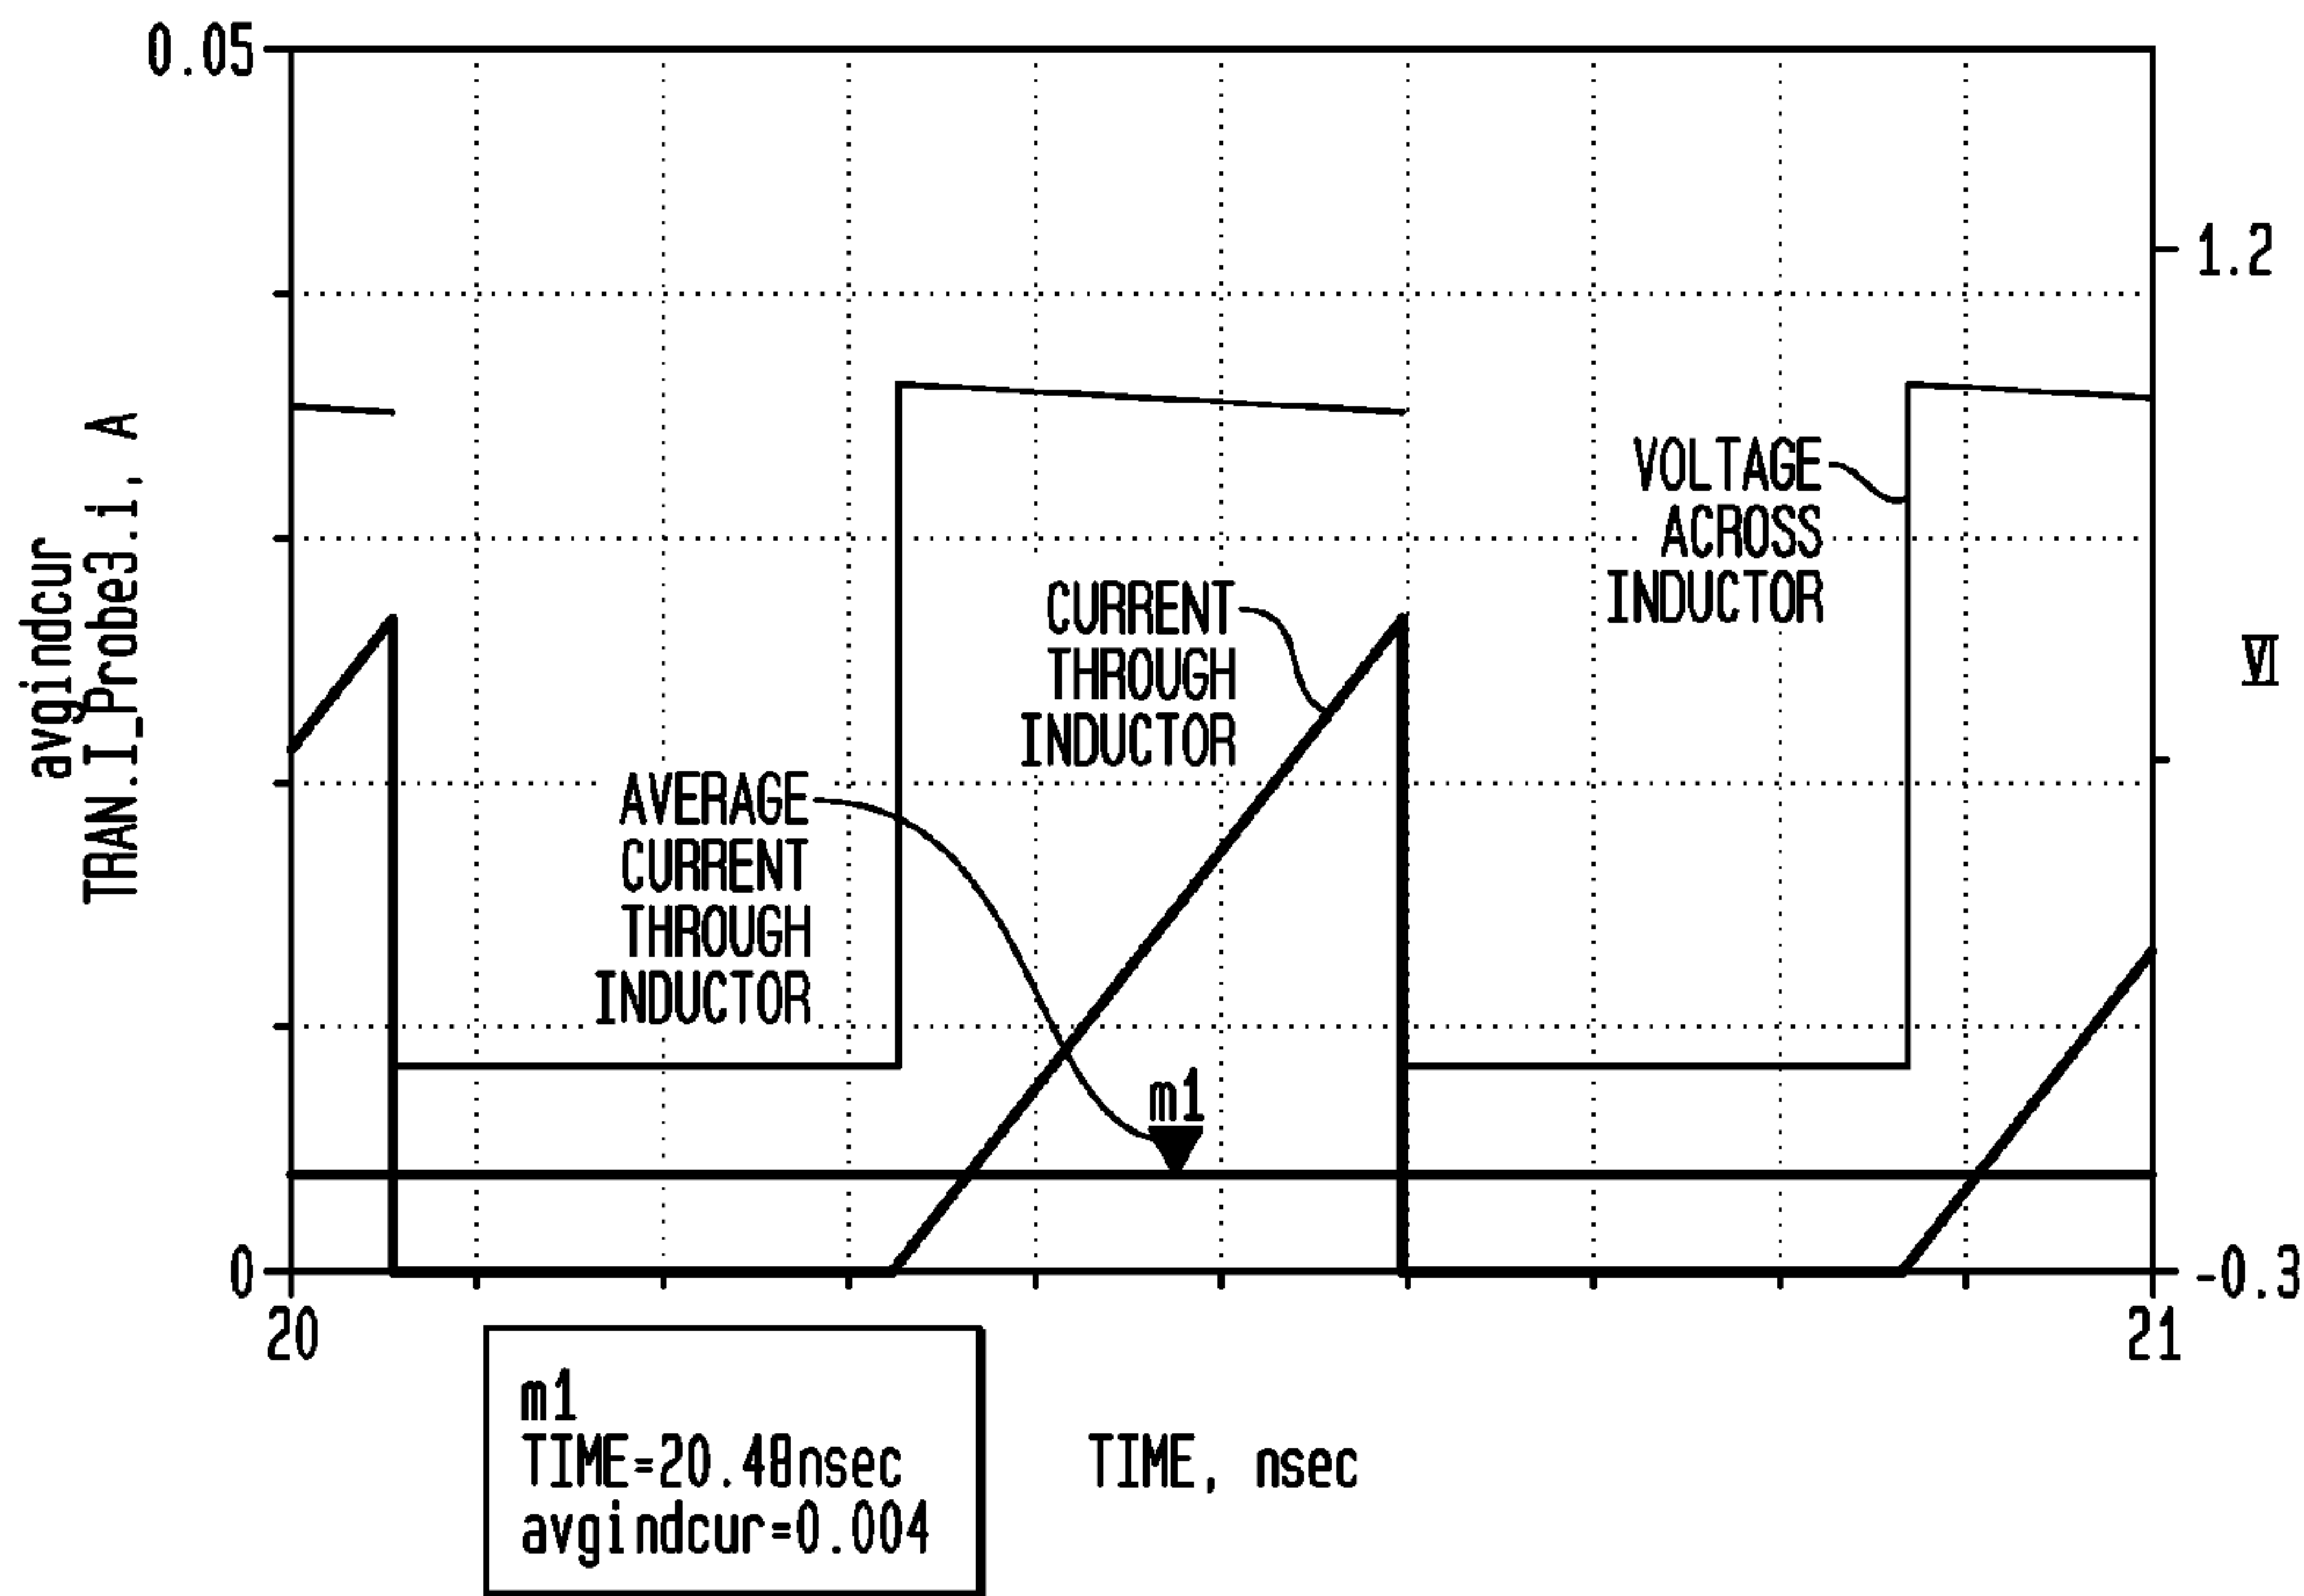 0.05
1.2
avgindcur
TRAN.I_Probe3.i, A
VOLTAGE
ACROSS
INDUCTOR
CURRENT
THROUGH
INDUCTOR
VI
AVERAGE
CURRENT
THROUGH
INDUCTOR
m1
0
-0.3
20
21
m1
TIME=20.48nsec
avgindcur=0.004
TIME, nsec